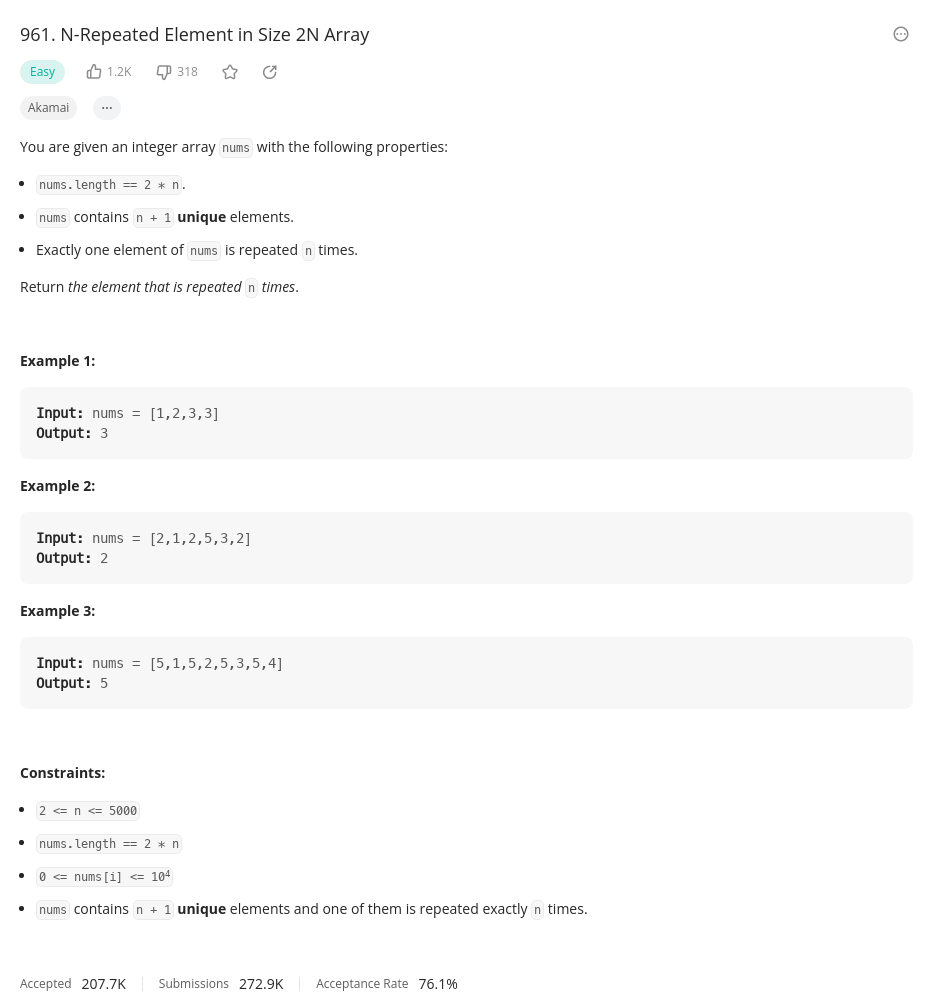 961. N-Repeated Element in Size 2N Array
Easy 1.2K 318
Akamai ...
You are given an integer array nums with the following properties:
• nums.length == 2 * n.
• nums contains n + 1 unique elements.
• Exactly one element of nums is repeated n times.
Return the element that is repeated n times.
Example 1:
Input: nums = [1,2,3,3]
Output: 3
Example 2:
Input: nums = [2,1,2,5,3,2]
Output: 2
Example 3:
Input: nums = [5,1,5,2,5,3,5,4]
Output: 5
Constraints:
• 2 <= n <= 5000
• nums.length == 2 * n
• 0 <= nums[i] <= 10⁴
• nums contains n + 1 unique elements and one of them is repeated exactly n times.
Accepted 207.7K Submissions 272.9K Acceptance Rate 76.1%